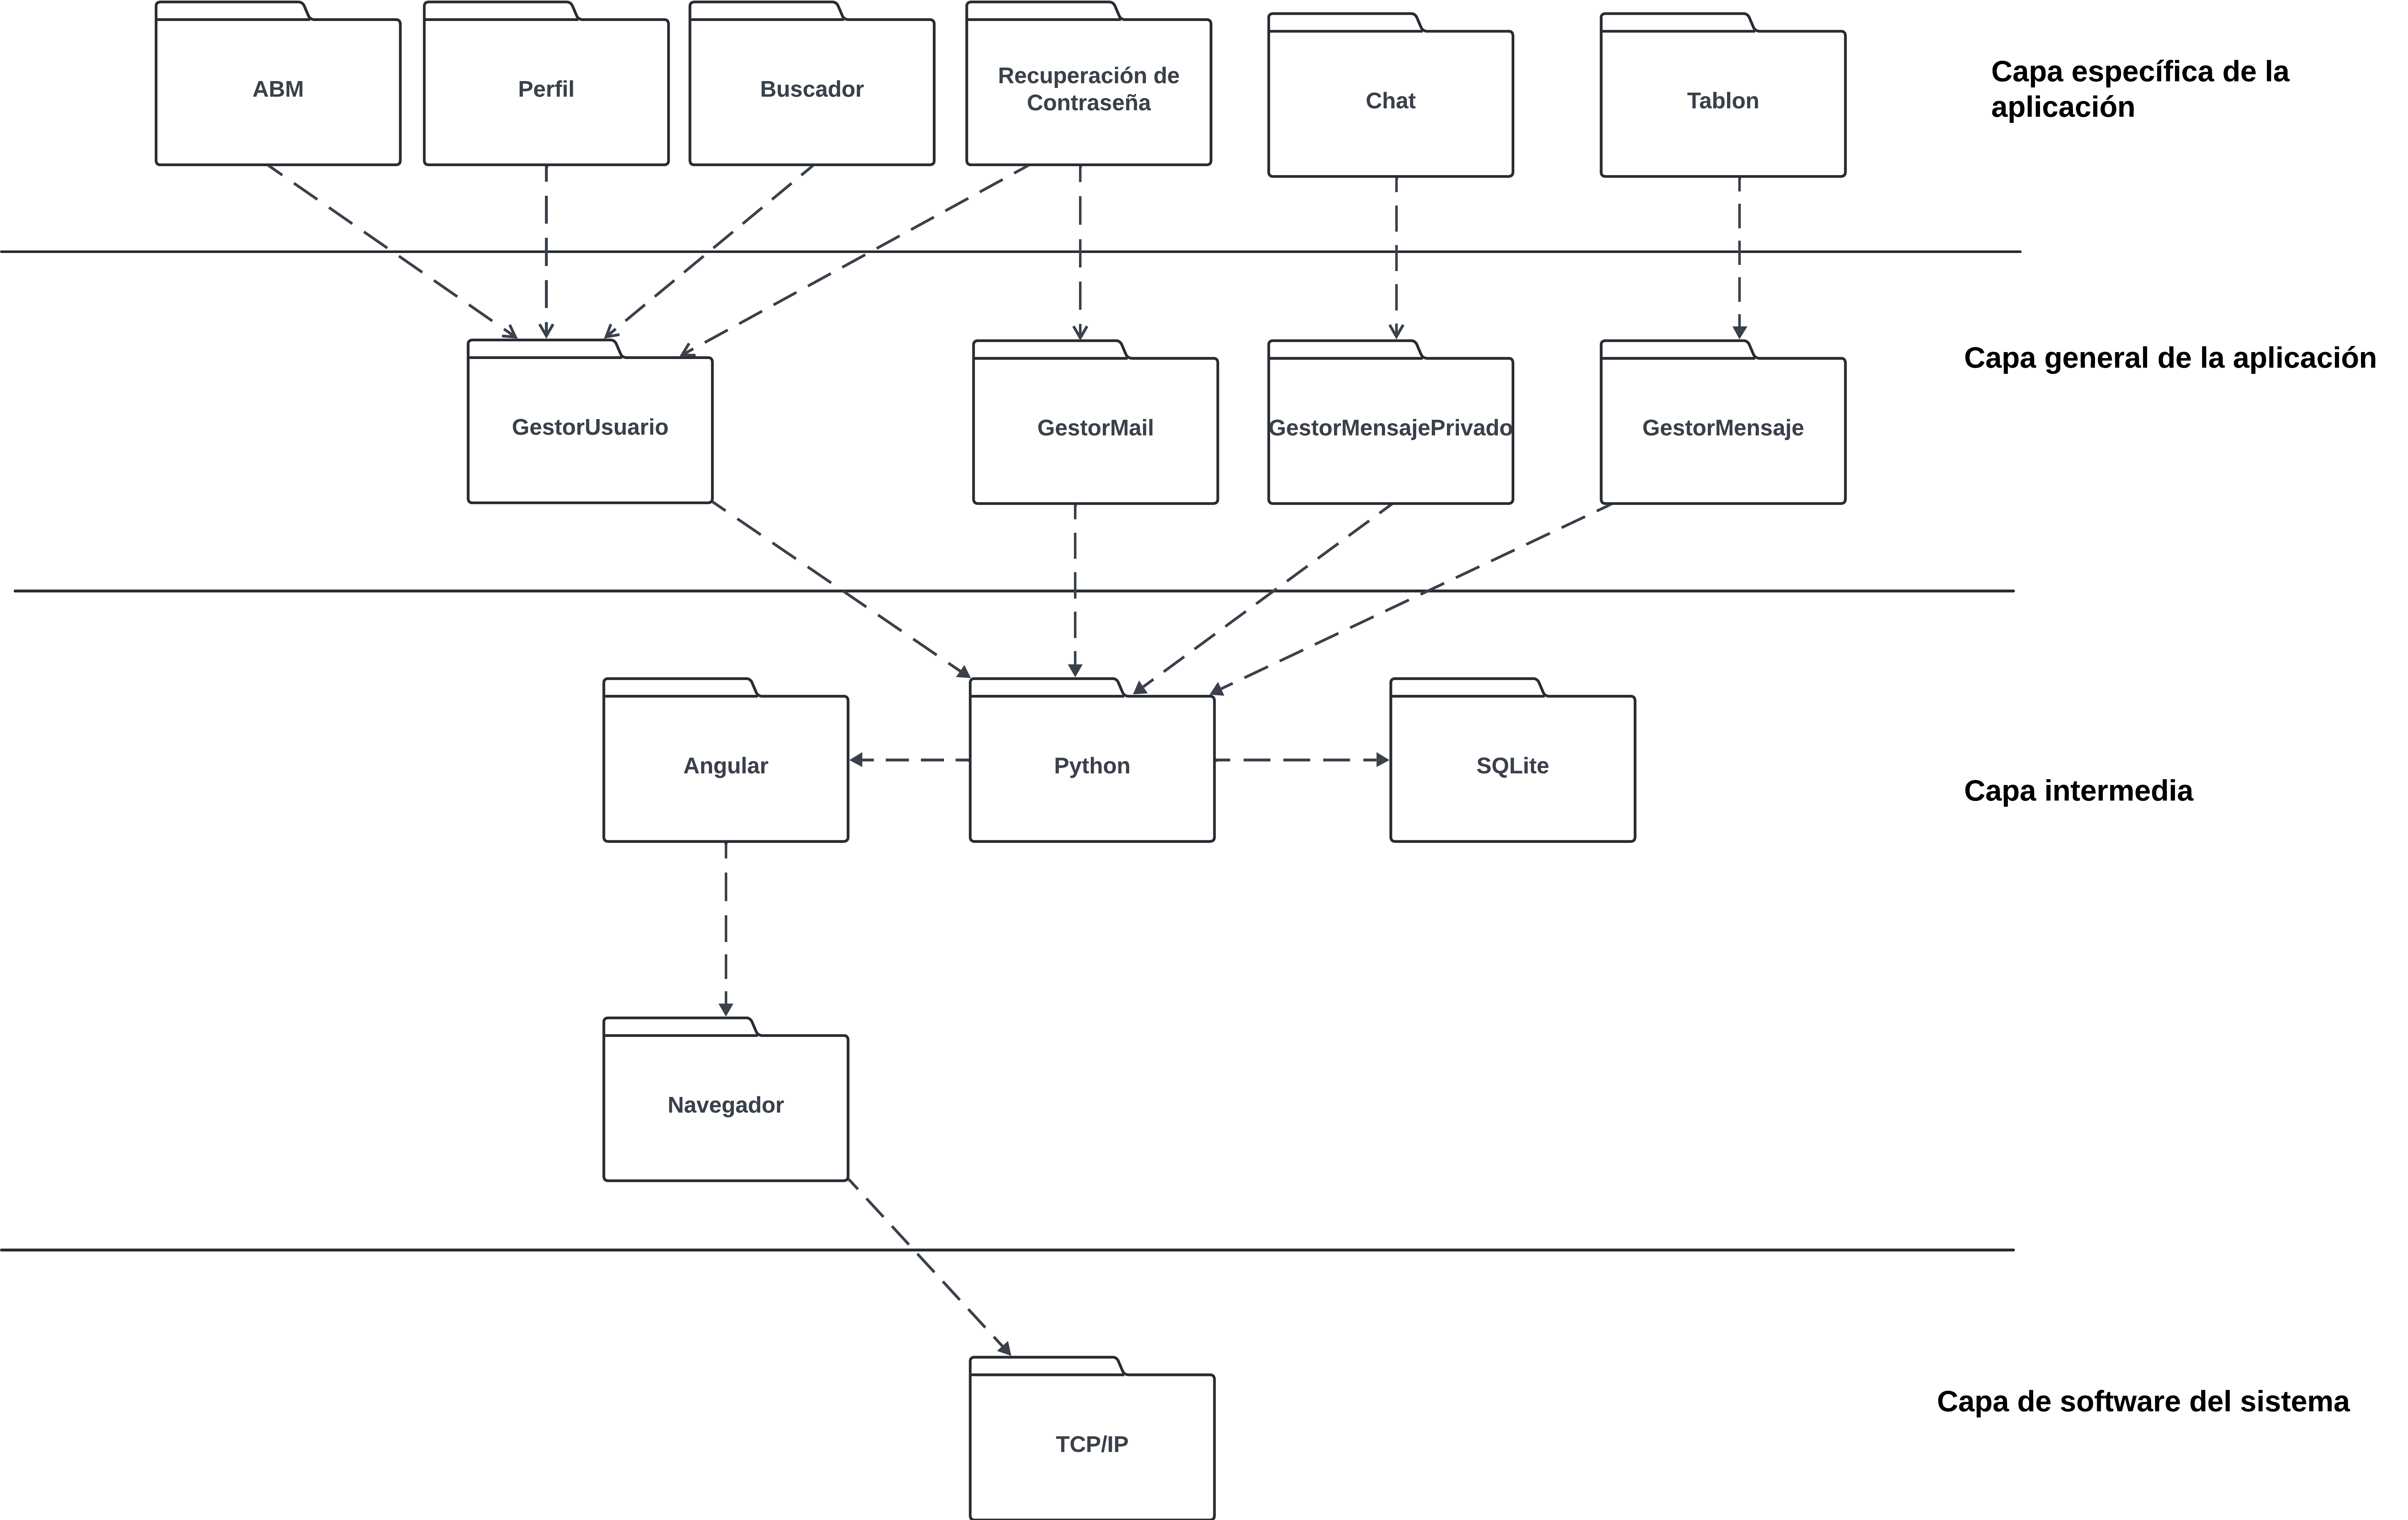 ABM
Perfil
Buscador
Recuperación de
Contraseña
Chat
Tablon
Capa específica de la
aplicación
GestorUsuario
GestorMail
GestorMensajePrivado
GestorMensaje
Capa general de la aplicación
Angular
Python
SQLite
Capa intermedia
Navegador
TCP/IP
Capa de software del sistema